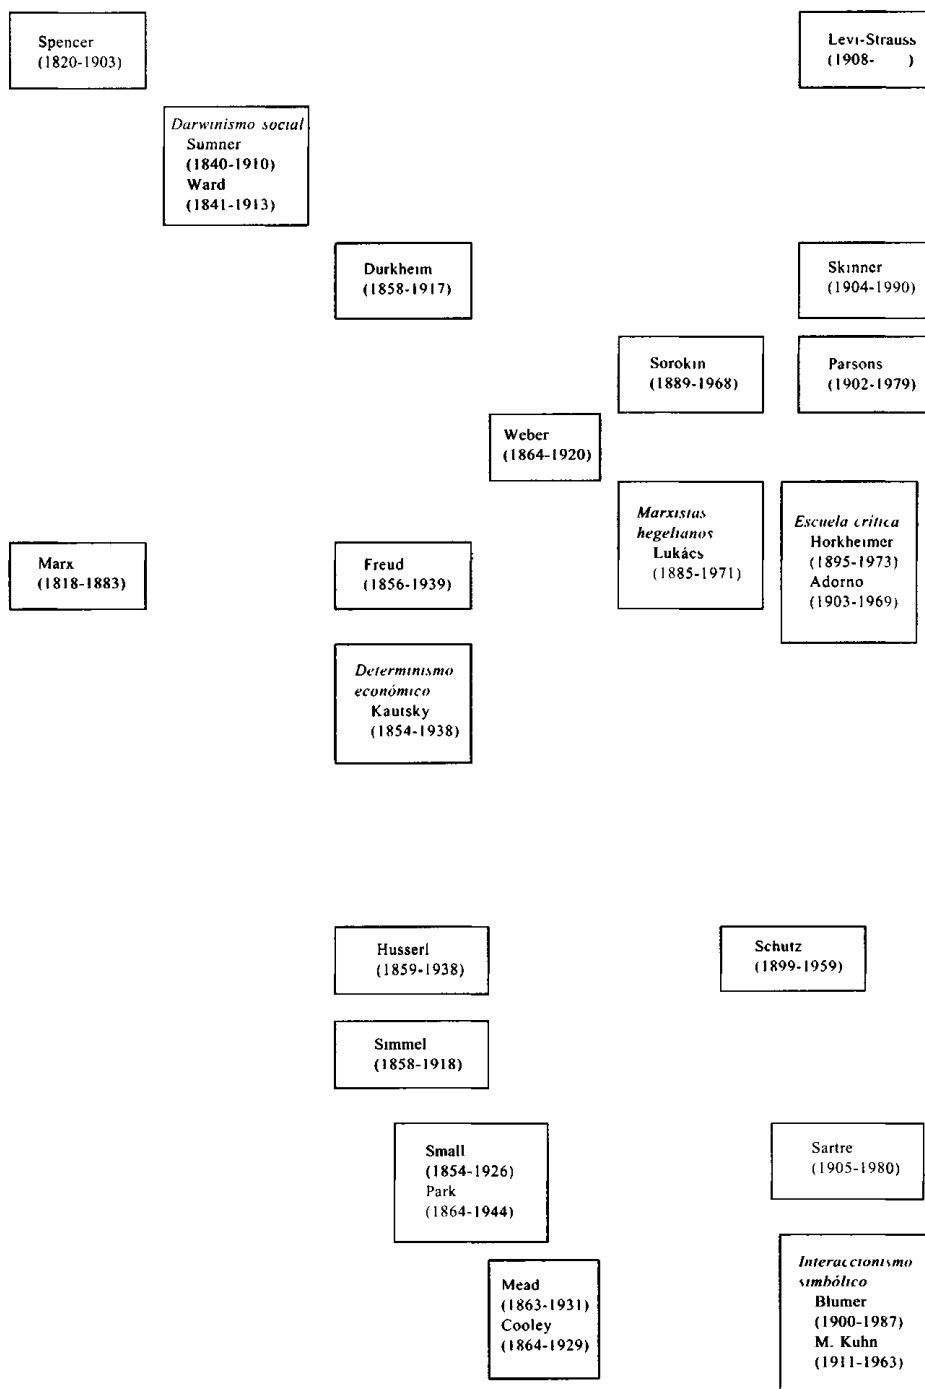 Spencer
(1820-1903)
Levi-Strauss
(1908- )
Darwinismo social
Sumner
(1840-1910)
Ward
(1841-1913)
Durkheim
(1858-1917)
Skinner
(1904-1990)
Sorokin
(1889-1968)
Parsons
(1902-1979)
Weber
(1864-1920)
Marxistas
hegelianos
Lukács
(1885-1971)
Escuela crítica
Horkheimer
(1895-1973)
Adorno
(1903-1969)
Marx
(1818-1883)
Freud
(1856-1939)
Determinismo
económico
Kautsky
(1854-1938)
Husserl
(1859-1938)
Schutz
(1899-1959)
Simmel
(1858-1918)
Small
(1854-1926)
Park
(1864-1944)
Sartre
(1905-1980)
Mead
(1863-1931)
Cooley
(1864-1929)
Interaccionismo
simbólico
Blumer
(1900-1987)
M. Kuhn
(1911-1963)